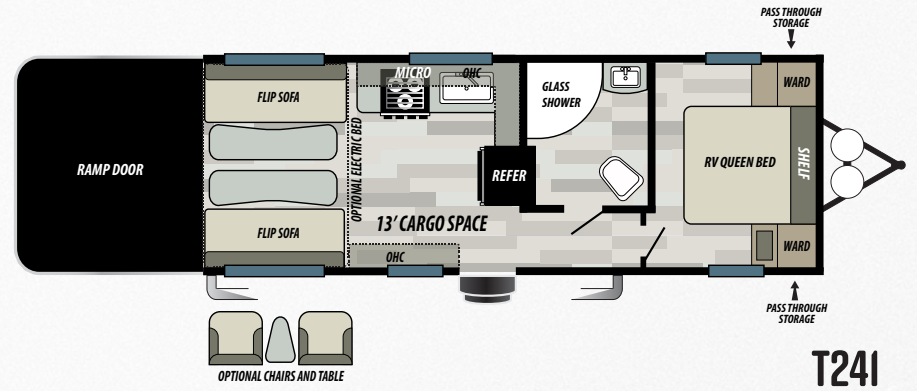 PASS THROUGH
STORAGE
MICRO
OHC
GLASS
SHOWER
WARD
FLIP SOFA
OPTIONAL ELECTRIC BED
RAMP DOOR
REFER
RV QUEEN BED
SHELF
13' CARGO SPACE
FLIP SOFA
OHC
WARD
PASS THROUGH
STORAGE
OPTIONAL CHAIRS AND TABLE
T241